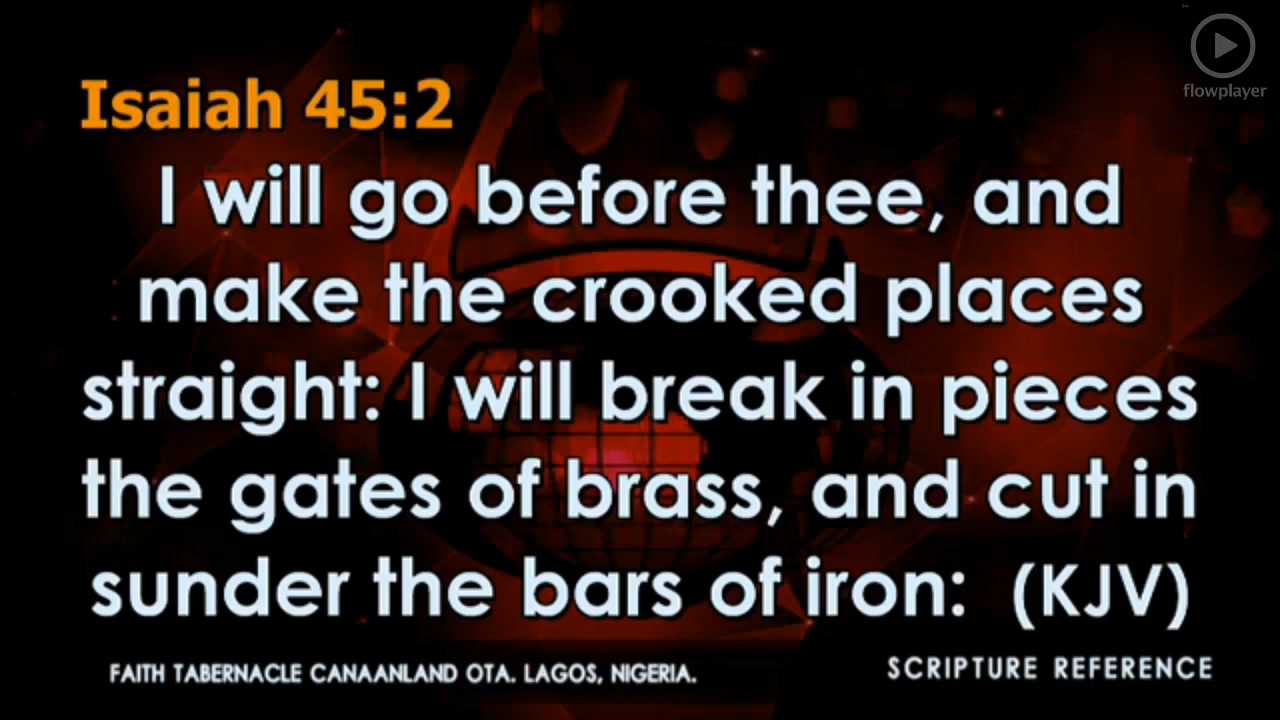 flowplayer
Isaiah 45:2
I will go before thee, and
make the crooked places
straight: I will break in pieces
the gates of brass, and cut in
sunder the bars of iron: (KJV)
FAITH TABERNACLE CANAANLAND OTA. LAGOS, NIGERIA.
SCRIPTURE REFERENCE